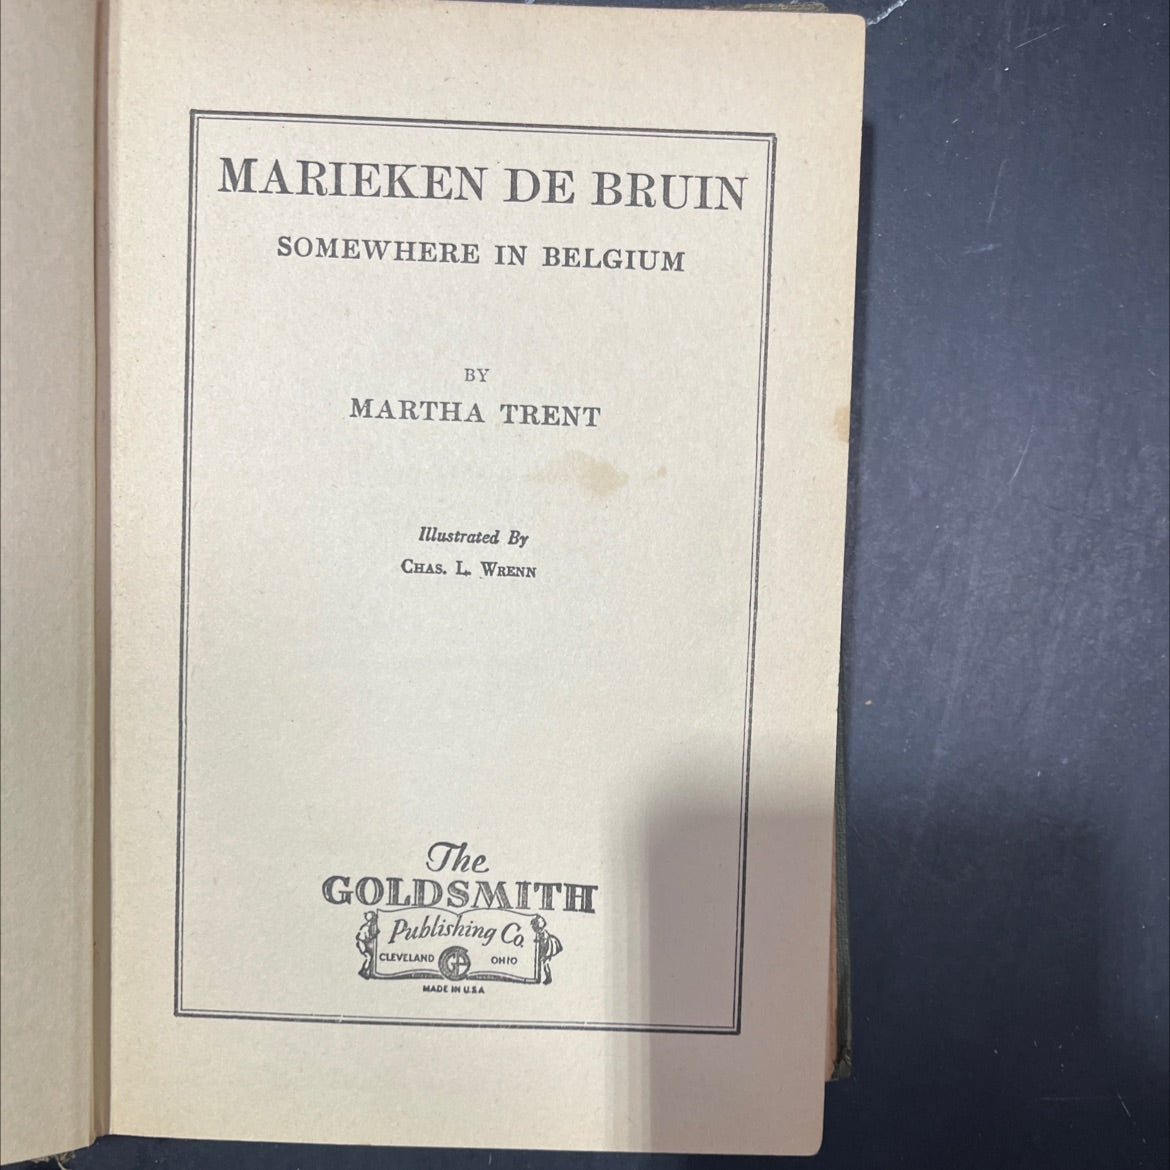 MARIEKEN DE BRUIN
SOMEWHERE IN BELGIUM
BY
MARTHA TRENT
Illustrated By
CHAS. L. WRENN
The
GOLDSMITH
Publishing Co.
CLEVELAND OHIO
MADE IN U.S.A